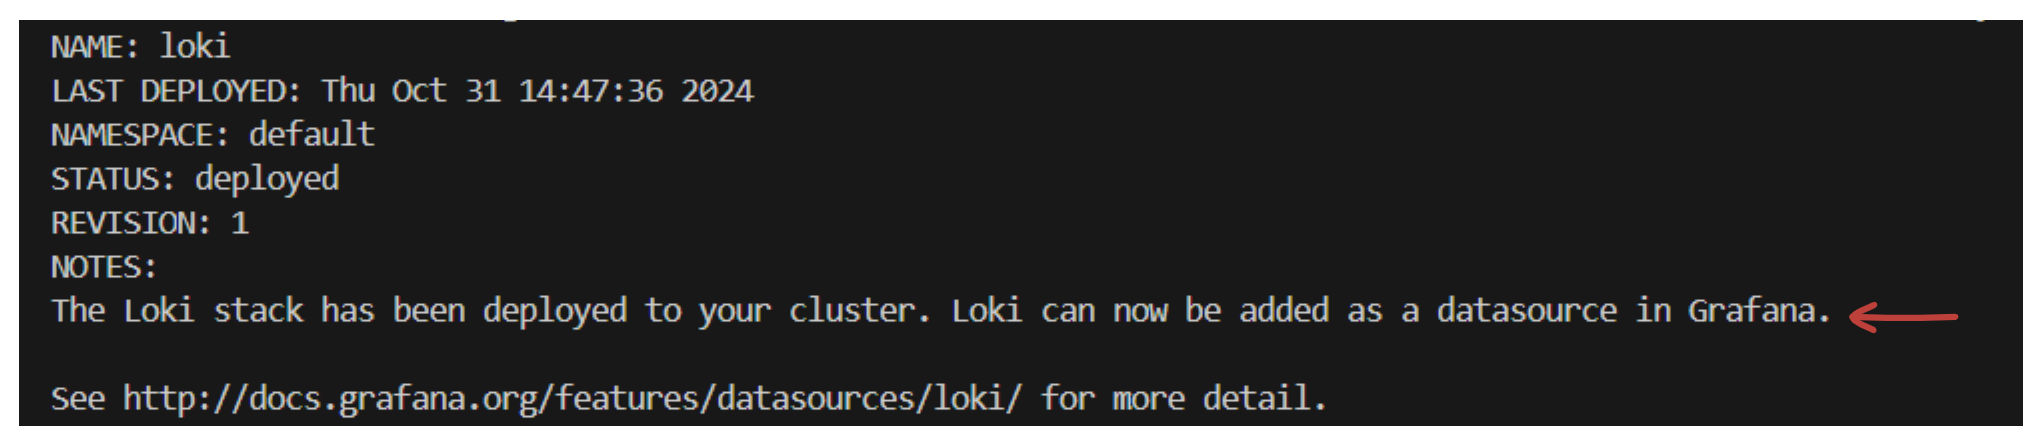 NAME: loki
LAST DEPLOYED: Thu Oct 31 14:47:36 2024
NAMESPACE: default
STATUS: deployed
REVISION: 1
NOTES:
The Loki stack has been deployed to your cluster. Loki can now be added as a datasource in Grafana.
See http://docs.grafana.org/features/datasources/loki/ for more detail.